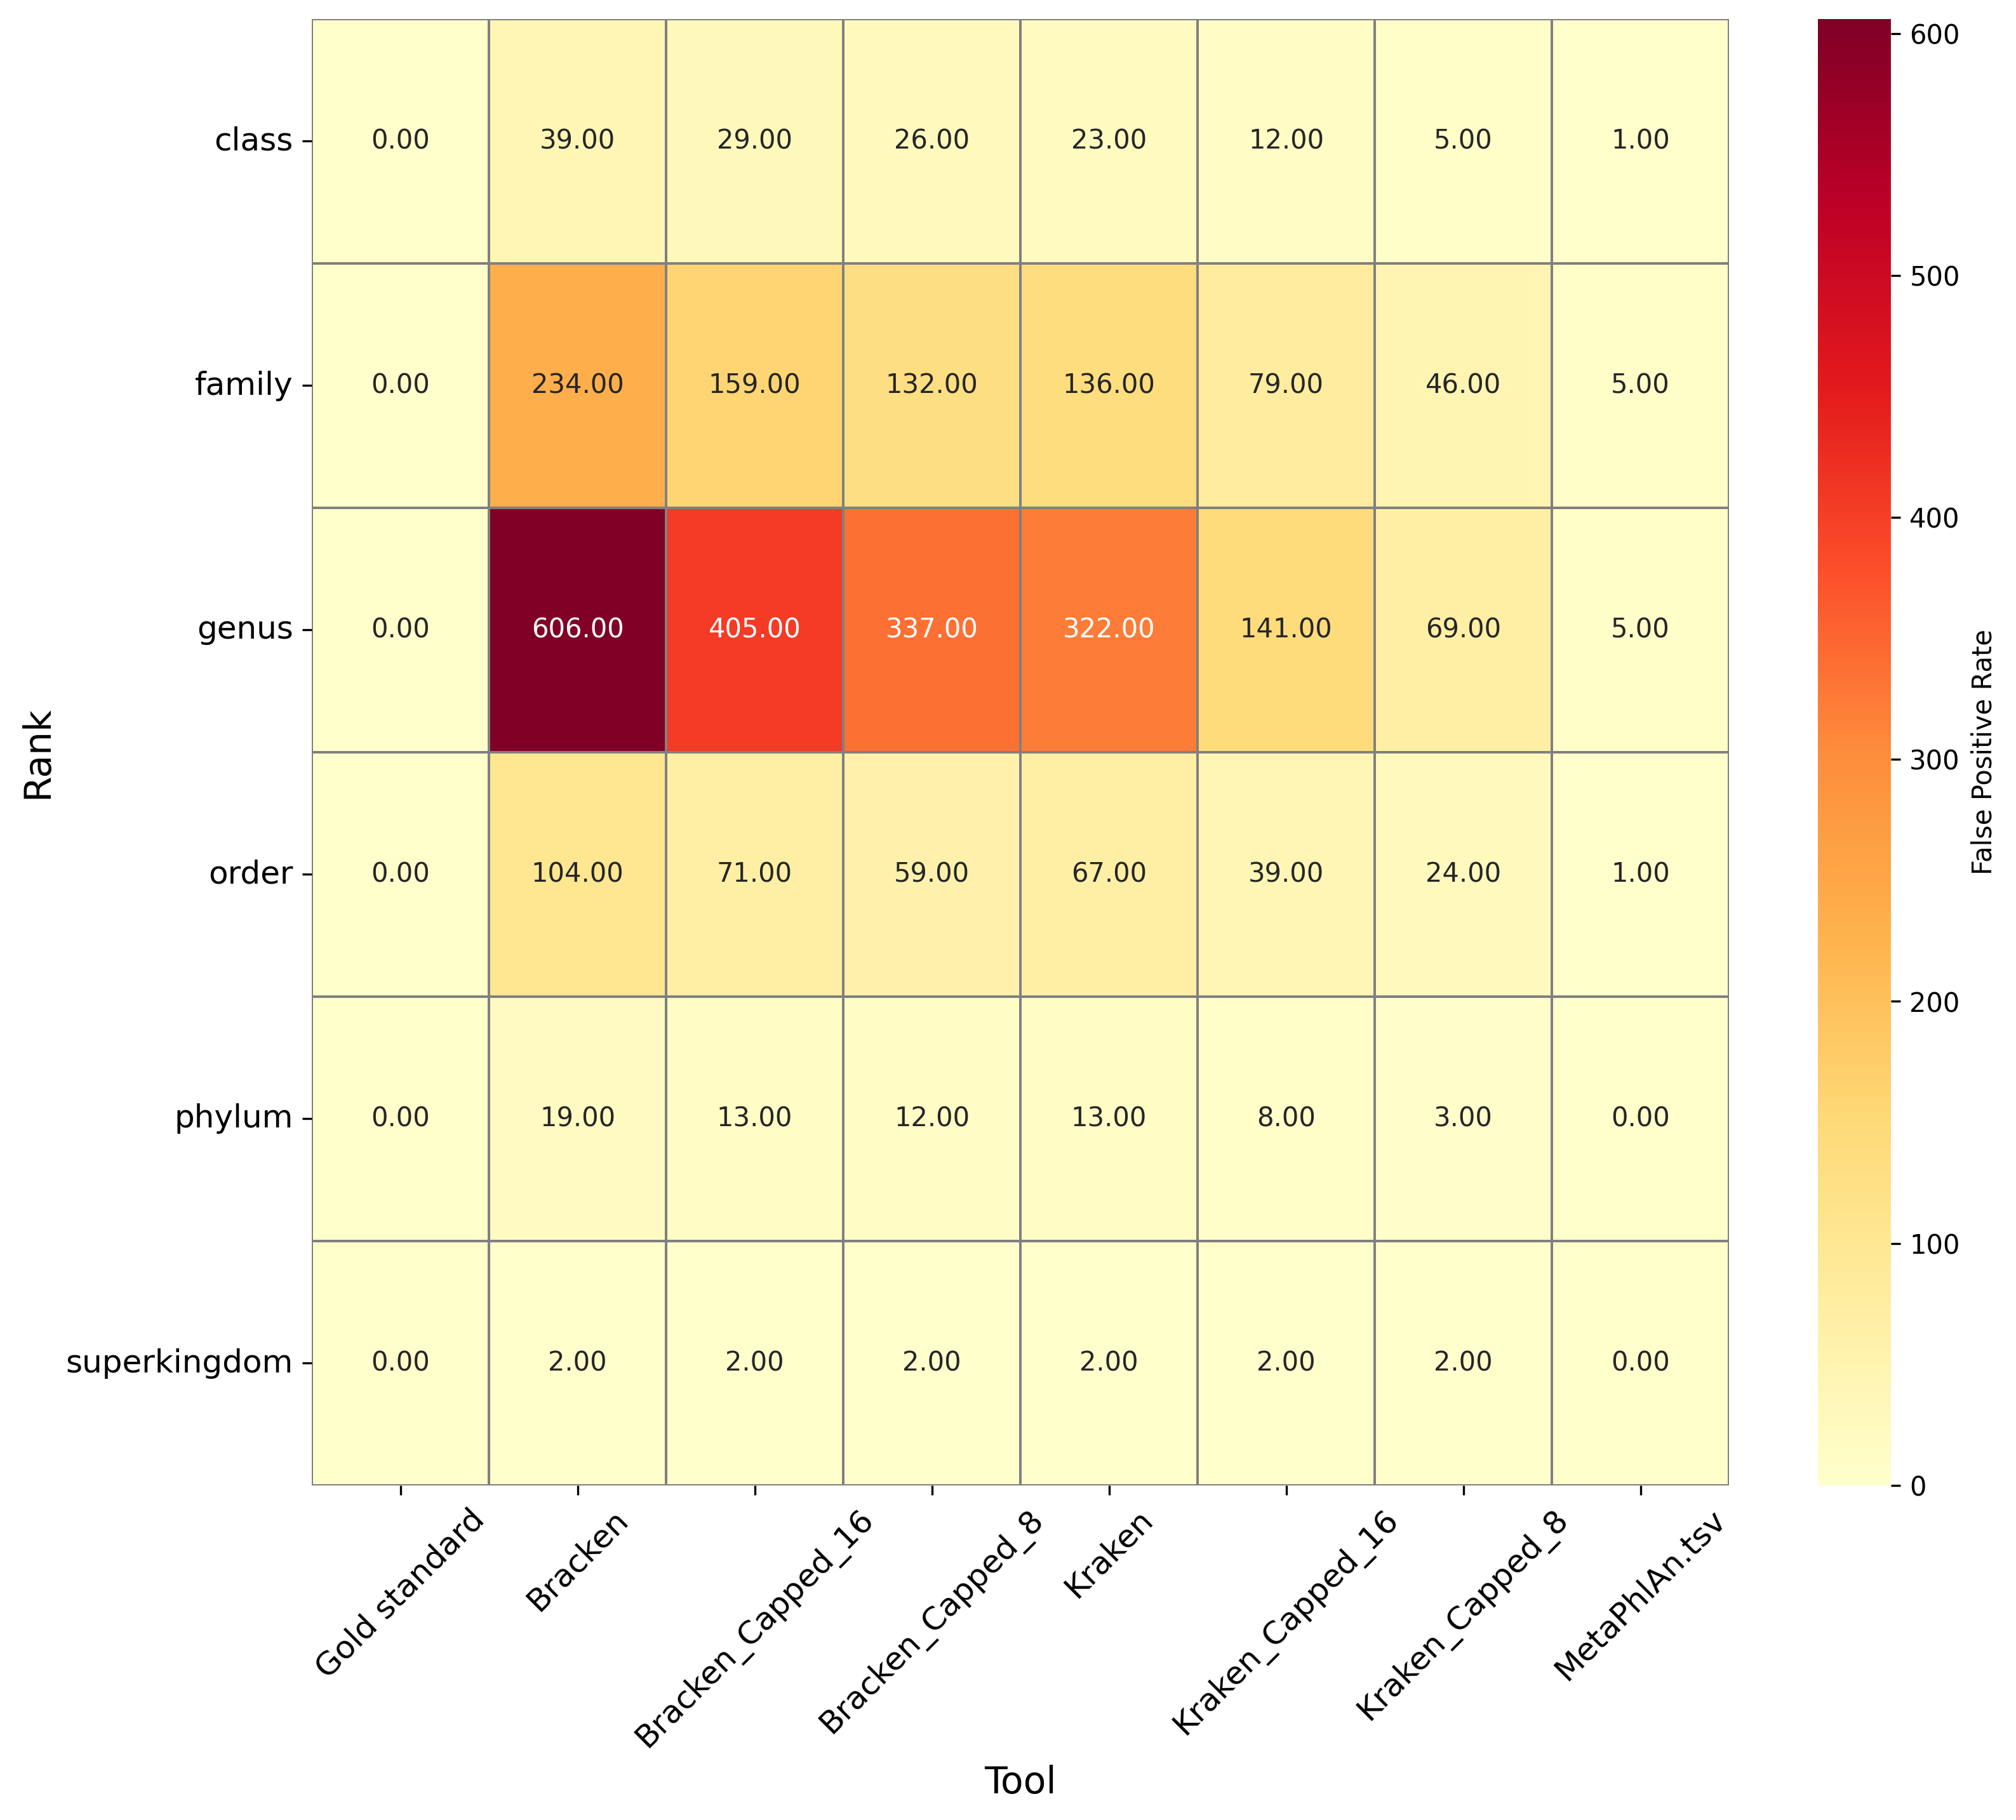 class 0.00 39.00 29.00 26.00 23.00 12.00 5.00 1.00
family 0.00 234.00 159.00 132.00 136.00 79.00 46.00 5.00
genus 0.00 606.00 405.00 337.00 322.00 141.00 69.00 5.00
order 0.00 104.00 71.00 59.00 67.00 39.00 24.00 1.00
phylum 0.00 19.00 13.00 12.00 13.00 8.00 3.00 0.00
superkingdom 0.00 2.00 2.00 2.00 2.00 2.00 2.00 0.00
Rank
Gold standard
Bracken
Bracken_Capped_16
Bracken_Capped_8
Kraken
Kraken_Capped_16
Kraken_Capped_8
MetaPhlAn.tsv
Tool
600
500
400
300
200
100
0
False Positive Rate